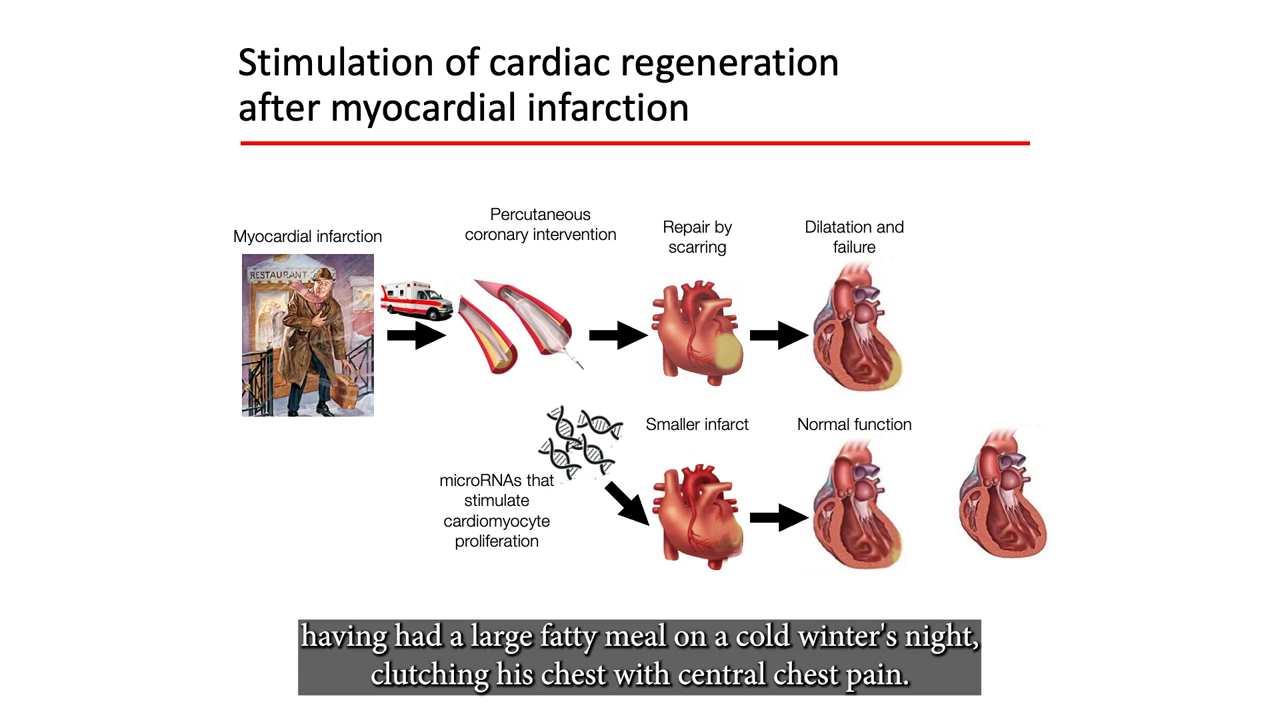 Stimulation of cardiac regeneration
after myocardial infarction
Myocardial infarction
RESTAURANT
Percutaneous
coronary intervention
Repair by
scarring
Dilatation and
failure
microRNAs that
stimulate
cardiomyocyte
proliferation
Smaller infarct
Normal function
having had a large fatty meal on a cold winter's night,
clutching his chest with central chest pain.